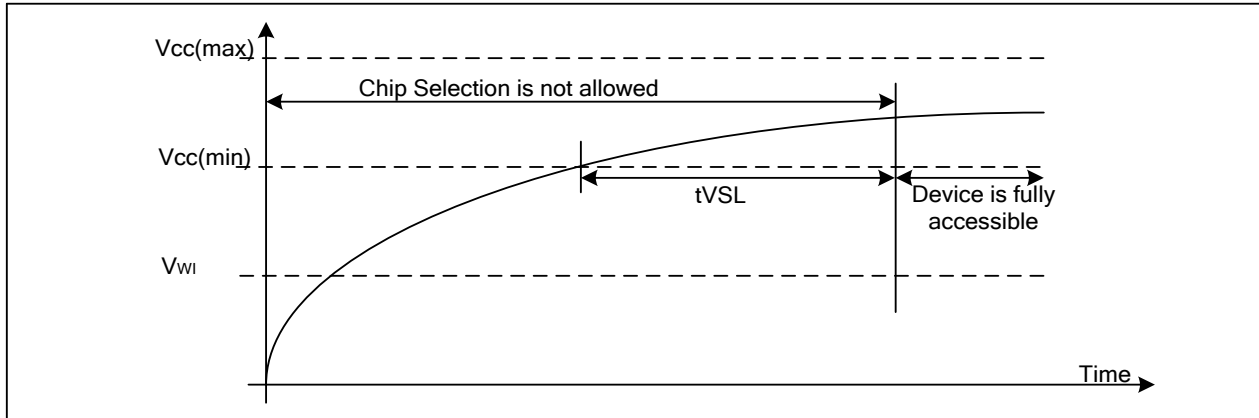 Vcc(max)
Chip Selection is not allowed
Vcc(min)
tVSL
Device is fully
accessible
VWI
Time